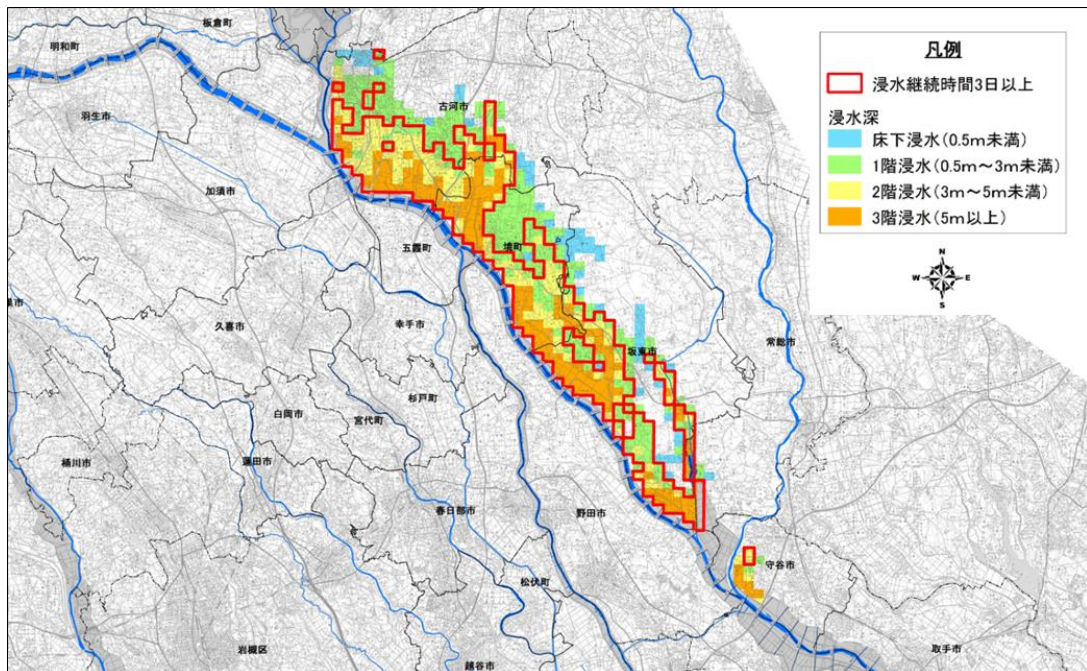 板倉町
明和町
羽生市
古河市
加須市
五霞町
境町
久喜市
幸手市
坂東市
常総市
杉戸町
白岡市
宮代町
桶川市
蓮田市
春日部市
野田市
守谷市
松伏町
岩槻区
越谷市
取手市
凡例
浸水継続時間3日以上
浸水深
床下浸水(0.5m未満)
1階浸水(0.5m~3m未満)
2階浸水(3m~5m未満)
3階浸水(5m以上)
N
W
E
S